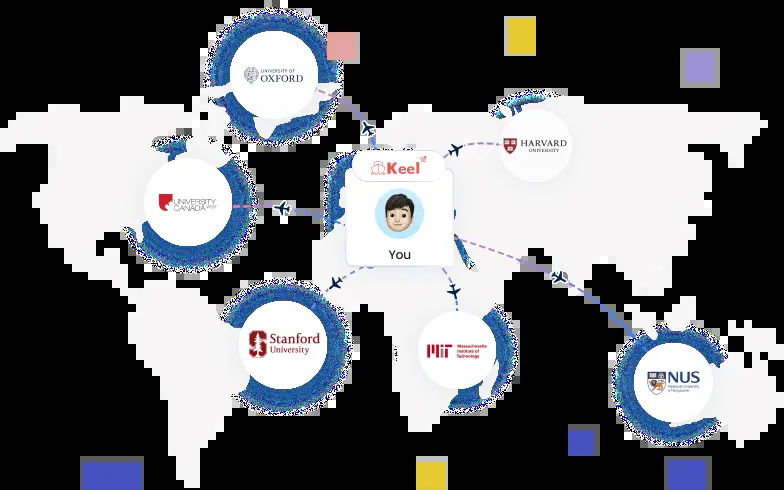 UNIVERSITY OF
OXFORD
HARVARD
UNIVERSITY
Keel
UNIVERSITY
CANADA WEST
You
Stanford
University
MIT
Massachusetts
Institute of
Technology
NUS
National University
of Singapore